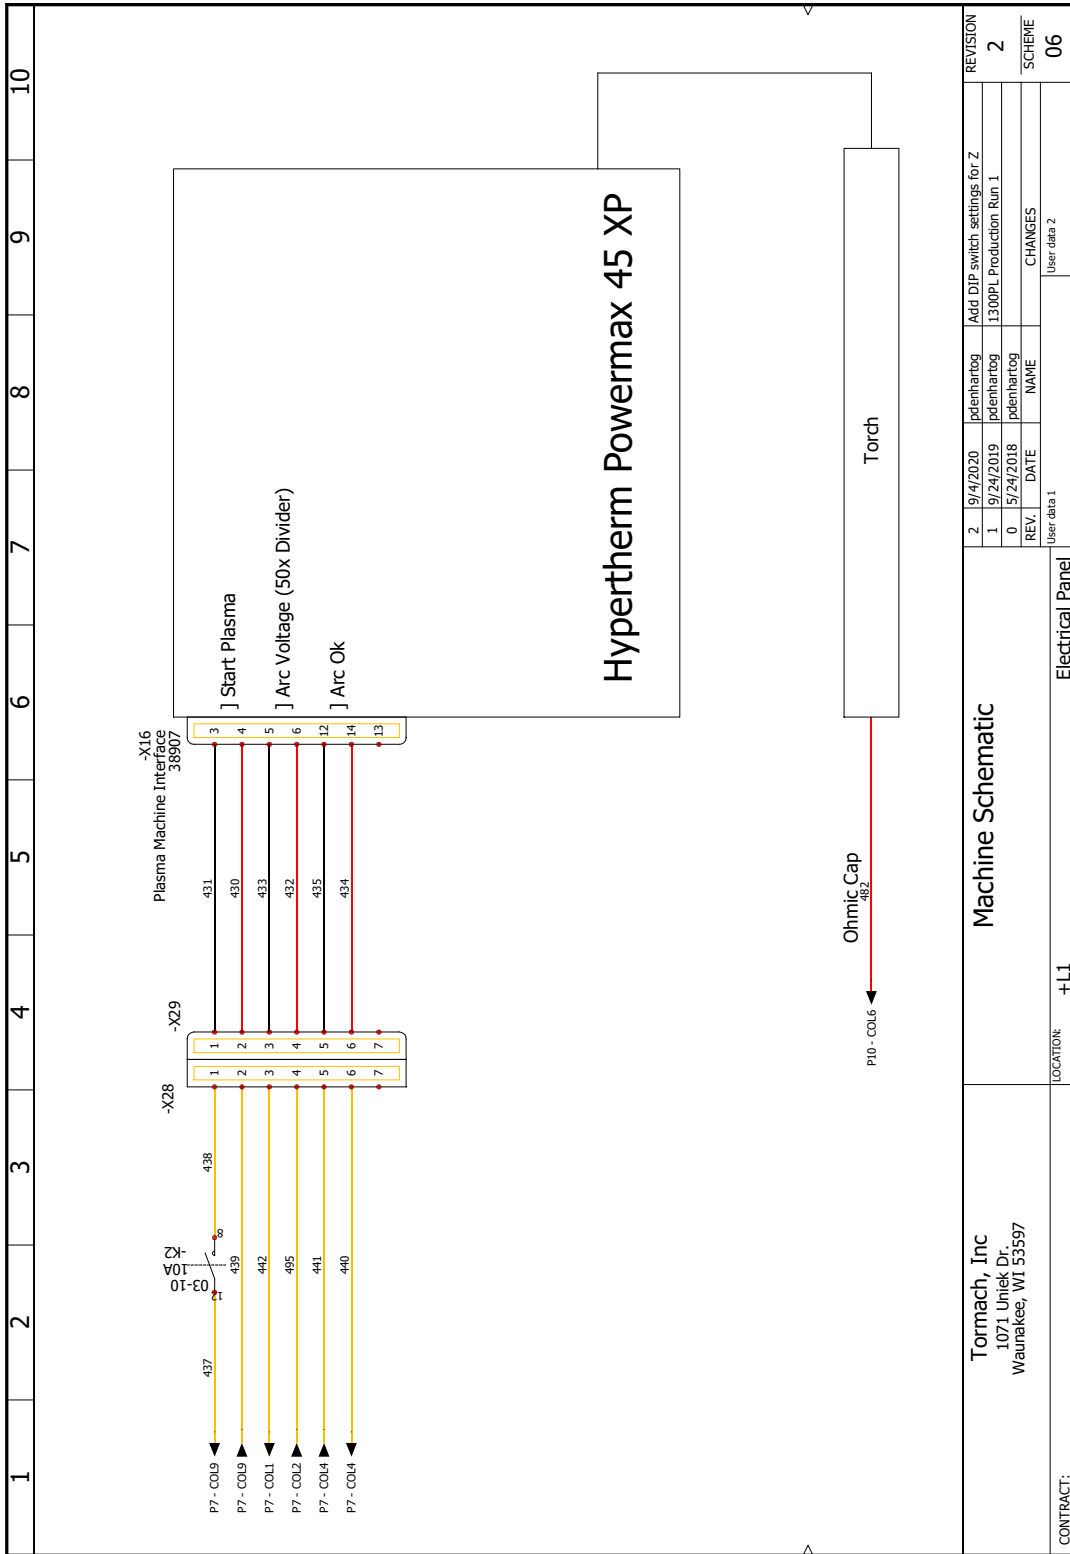 1 2 3 4 5 6 7 8 9 10
-X16
Plasma Machine Interface
38907
-X29
-X28
-K2
10A
03-10
12
8
P7 - COL9
437
438
1
1
431
3
] Start Plasma
P7 - COL9
439
2
2
430
4
P7 - COL1
442
3
3
433
5
] Arc Voltage (50x Divider)
P7 - COL2
495
4
4
432
6
P7 - COL4
441
5
5
435
12
] Arc Ok
P7 - COL4
440
6
6
434
14
7
7
13
Hypertherm Powermax 45 XP
Ohmic Cap
482
P10 - COL6
Torch
Tormach, Inc
1071 Uniek Dr.
Waunakee, WI 53597
CONTRACT:
Machine Schematic
LOCATION:
+L1
Electrical Panel
2 9/4/2020 pdenhartog Add DIP switch settings for Z
1 9/24/2019 pdenhartog 1300PL Production Run 1
0 5/24/2018 pdenhartog
REV. DATE NAME CHANGES
User data 1
User data 2
REVISION
2
SCHEME
06